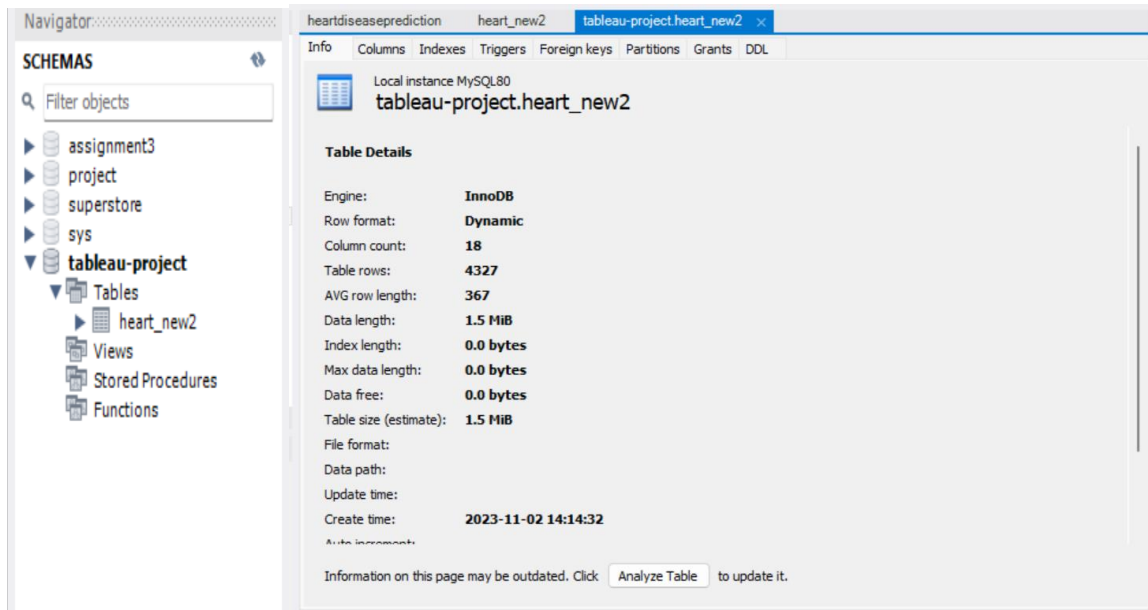 Navigator
SCHEMAS
Filter objects
assignment3
project
superstore
sys
tableau-project
Tables
heart_new2
Views
Stored Procedures
Functions
heartdiseaseprediction heart_new2 tableau-project.heart_new2
Info Columns Indexes Triggers Foreign keys Partitions Grants DDL
Local instance MySQL80
tableau-project.heart_new2
Table Details
Engine: InnoDB
Row format: Dynamic
Column count: 18
Table rows: 4327
AVG row length: 367
Data length: 1.5 MiB
Index length: 0.0 bytes
Max data length: 0.0 bytes
Data free: 0.0 bytes
Table size (estimate): 1.5 MiB
File format:
Data path:
Update time:
Create time: 2023-11-02 14:14:32
Auto increment:
Information on this page may be outdated. Click Analyze Table to update it.